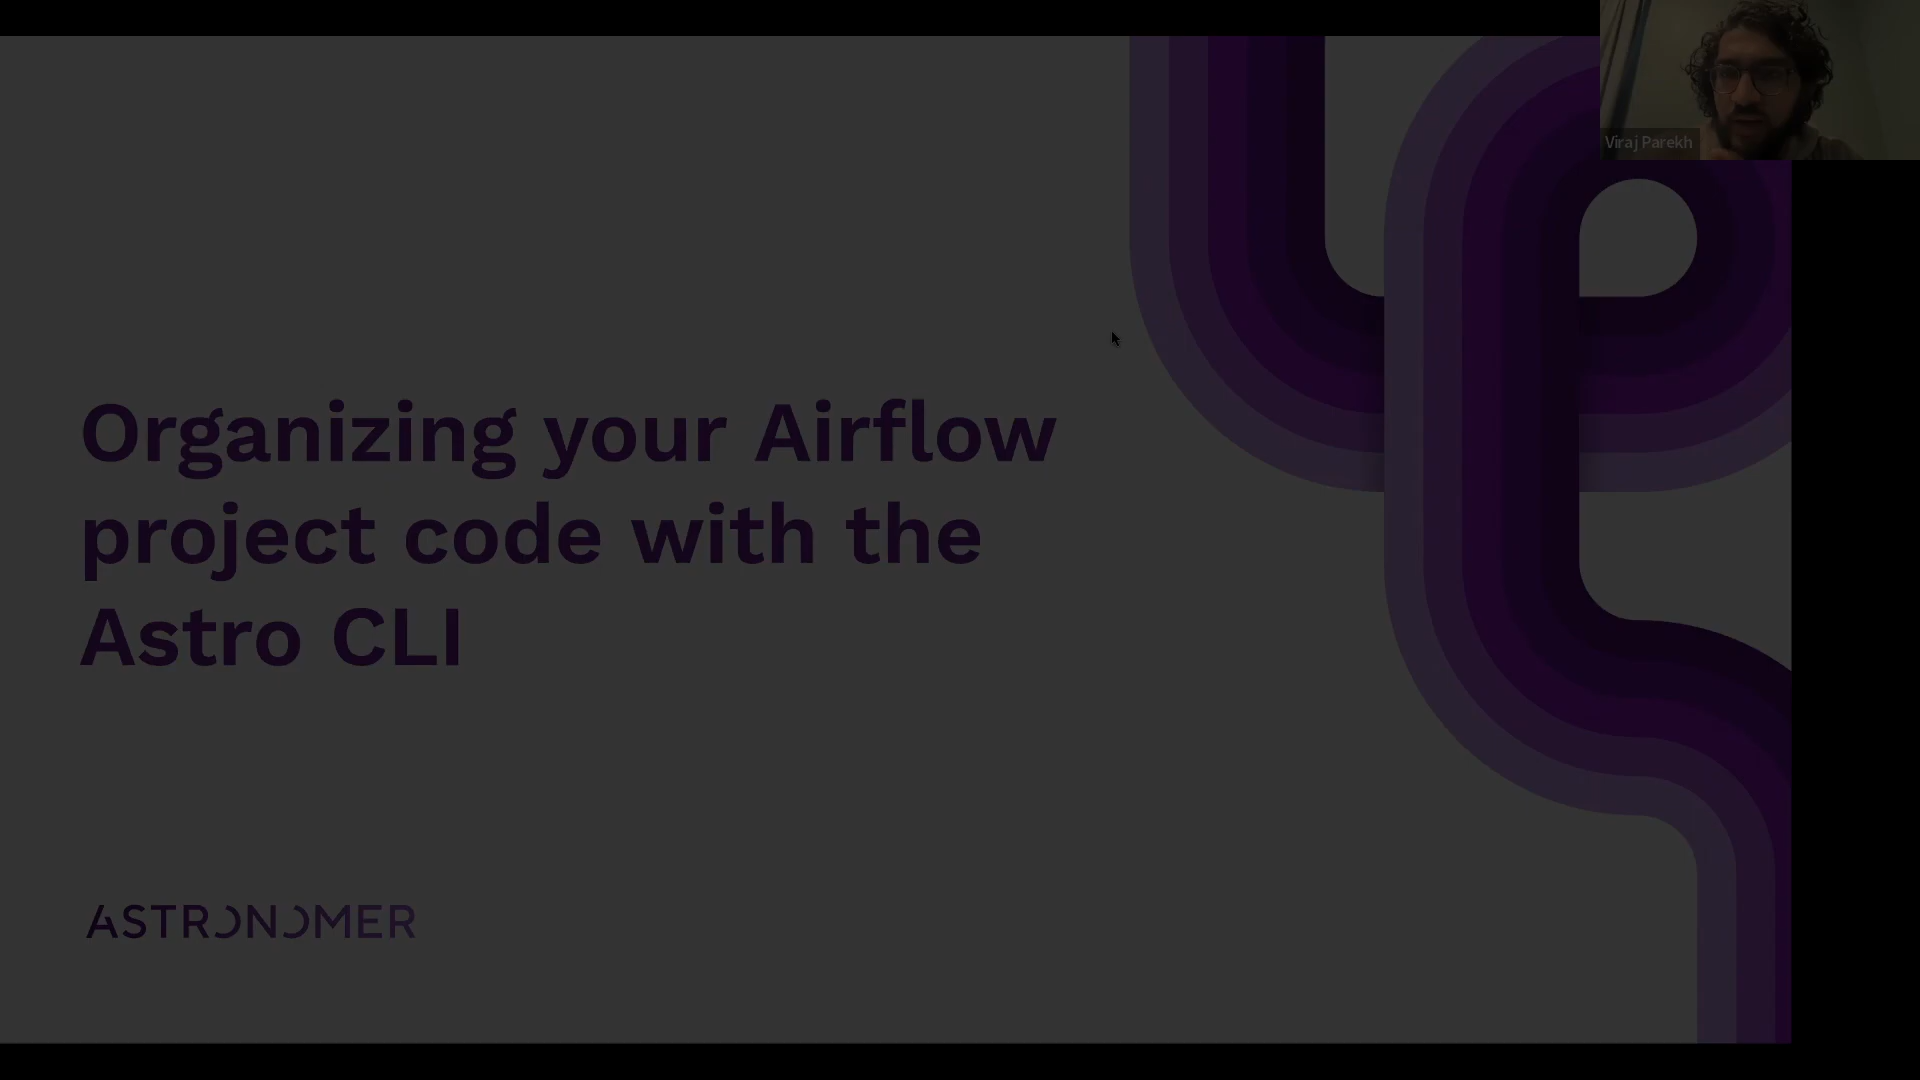 Viraj Parekh
Organizing your Airflow
project code with the
Astro CLI
ASTRONOMER